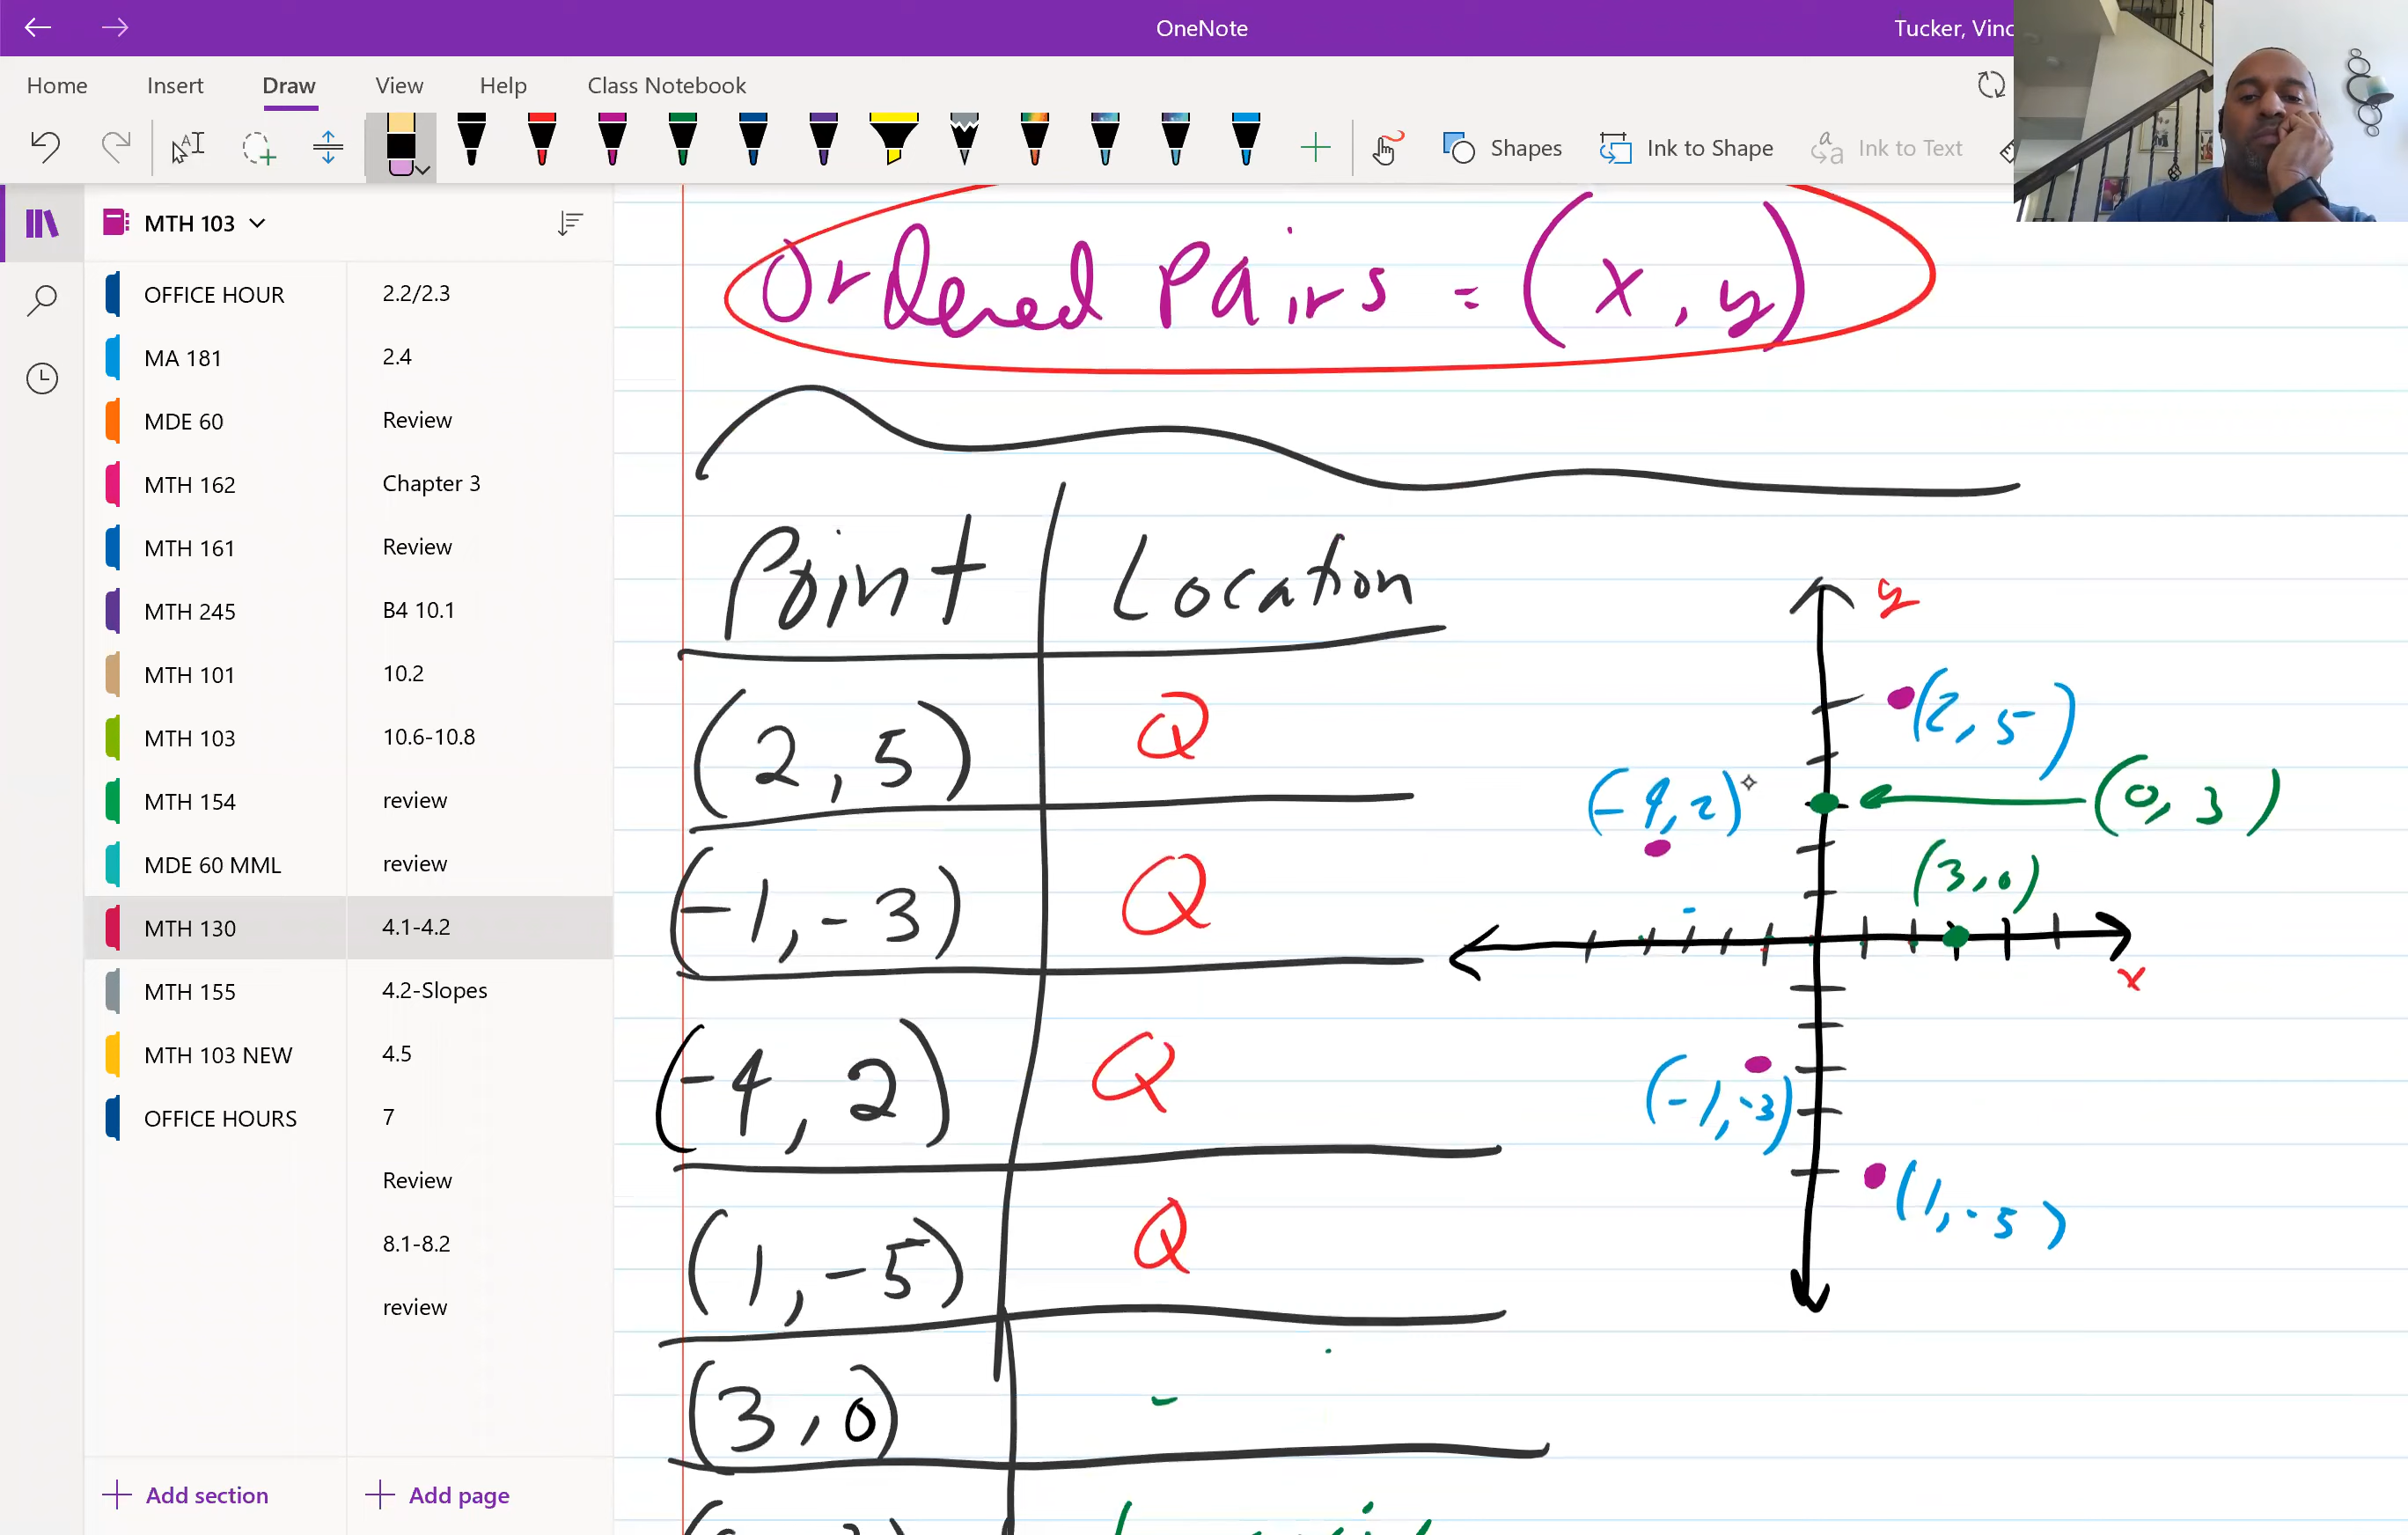 OneNote
Tucker, Vinc
Home Insert Draw View Help Class Notebook
Shapes Ink to Shape Ink to Text
MTH 103
OFFICE HOUR
MA 181
MDE 60
MTH 162
MTH 161
MTH 245
MTH 101
MTH 103
MTH 154
MDE 60 MML
MTH 130
MTH 155
MTH 103 NEW
OFFICE HOURS
Add section
2.2/2.3
2.4
Review
Chapter 3
Review
B4 10.1
10.2
10.6-10.8
review
review
4.1-4.2
4.2-Slopes
4.5
7
Review
8.1-8.2
review
Add page
Ordered Pairs = (x, y)
Point Location
(2, 5) Q
(-1, -3) Q
(-4, 2) Q
(1, -5) Q
(3, 0) -
y
(2, 5)
(-4, 2)
(0, 3)
(3, 0)
x
(-1, -3)
(1, -5)